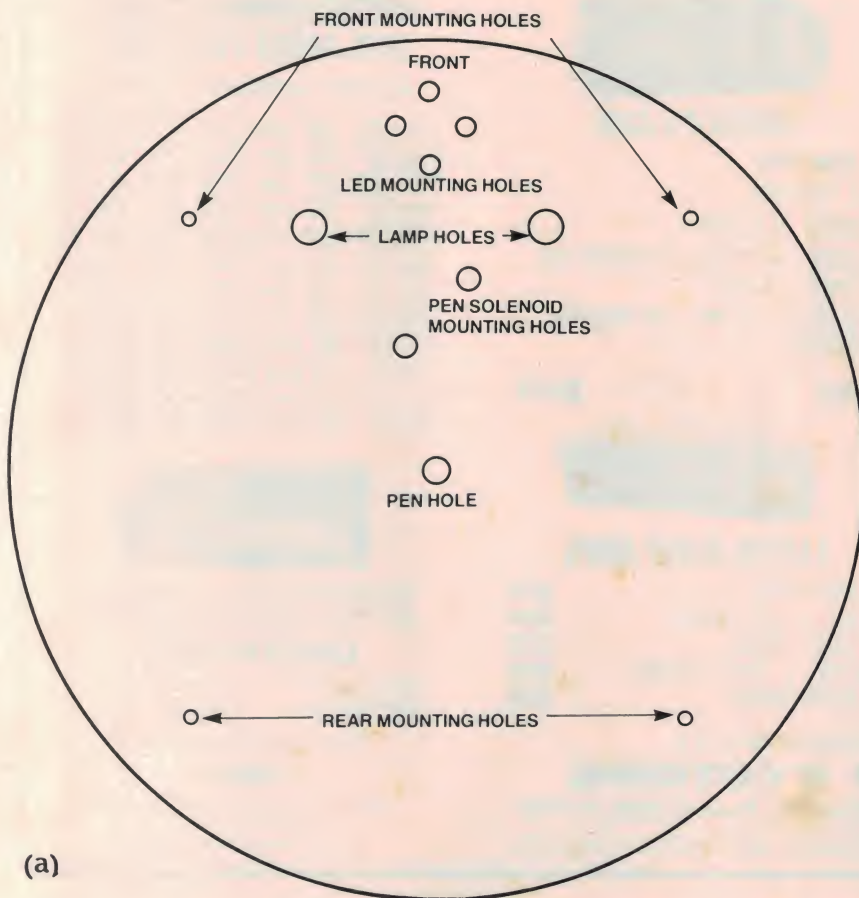 FRONT MOUNTING HOLES
FRONT
LED MOUNTING HOLES
LAMP HOLES
PEN SOLENOID
MOUNTING HOLES
PEN HOLE
REAR MOUNTING HOLES
(a)